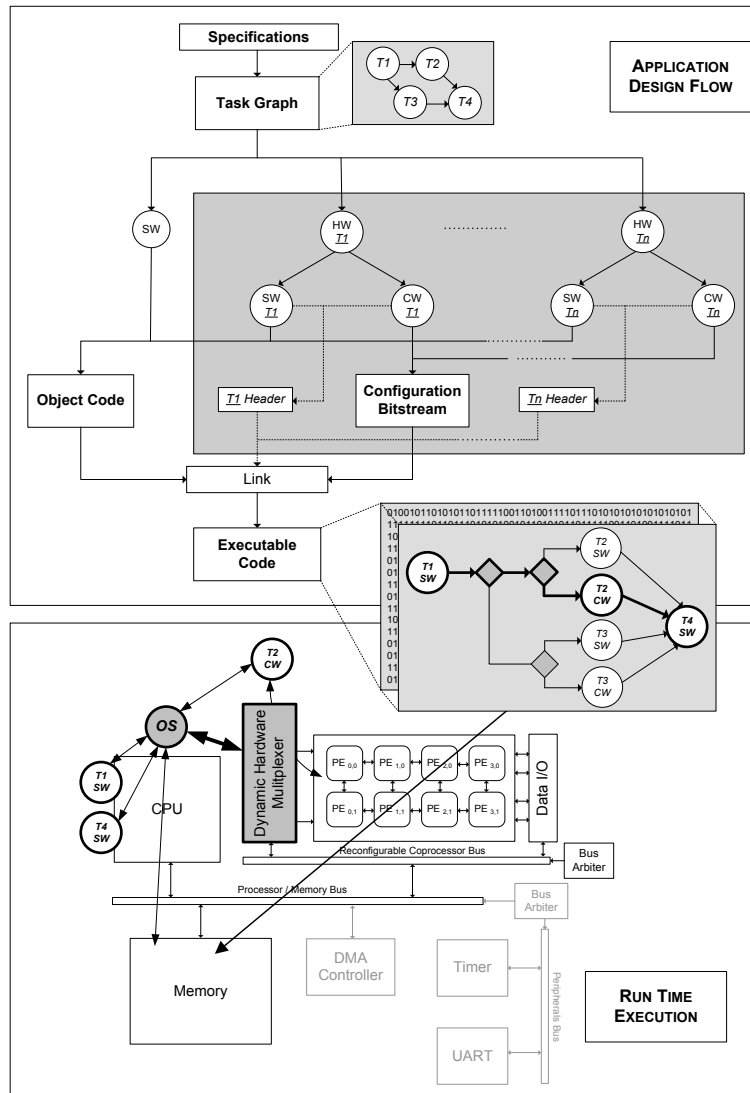 Specifications
Task Graph
T1
T2
T3
T4
APPLICATION
DESIGN FLOW
SW
HW
T1
HW
Tn
SW
T1
CW
T1
SW
Tn
CW
Tn
Object Code
T1 Header
Configuration
Bitstream
Tn Header
Link
Executable
Code
T1
SW
T2
SW
T2
CW
T3
SW
T3
CW
T4
SW
T2
CW
OS
T1
SW
T4
SW
CPU
Dynamic Hardware
Mulitplexer
PE 0,0
PE 1,0
PE 2,0
PE 3,0
PE 0,1
PE 1,1
PE 2,1
PE 3,1
Data I/O
Reconfigurable Coprocessor Bus
Bus
Arbiter
Processor / Memory Bus
Bus
Arbiter
Memory
DMA
Controller
Timer
UART
Peripherals Bus
RUN TIME
EXECUTION